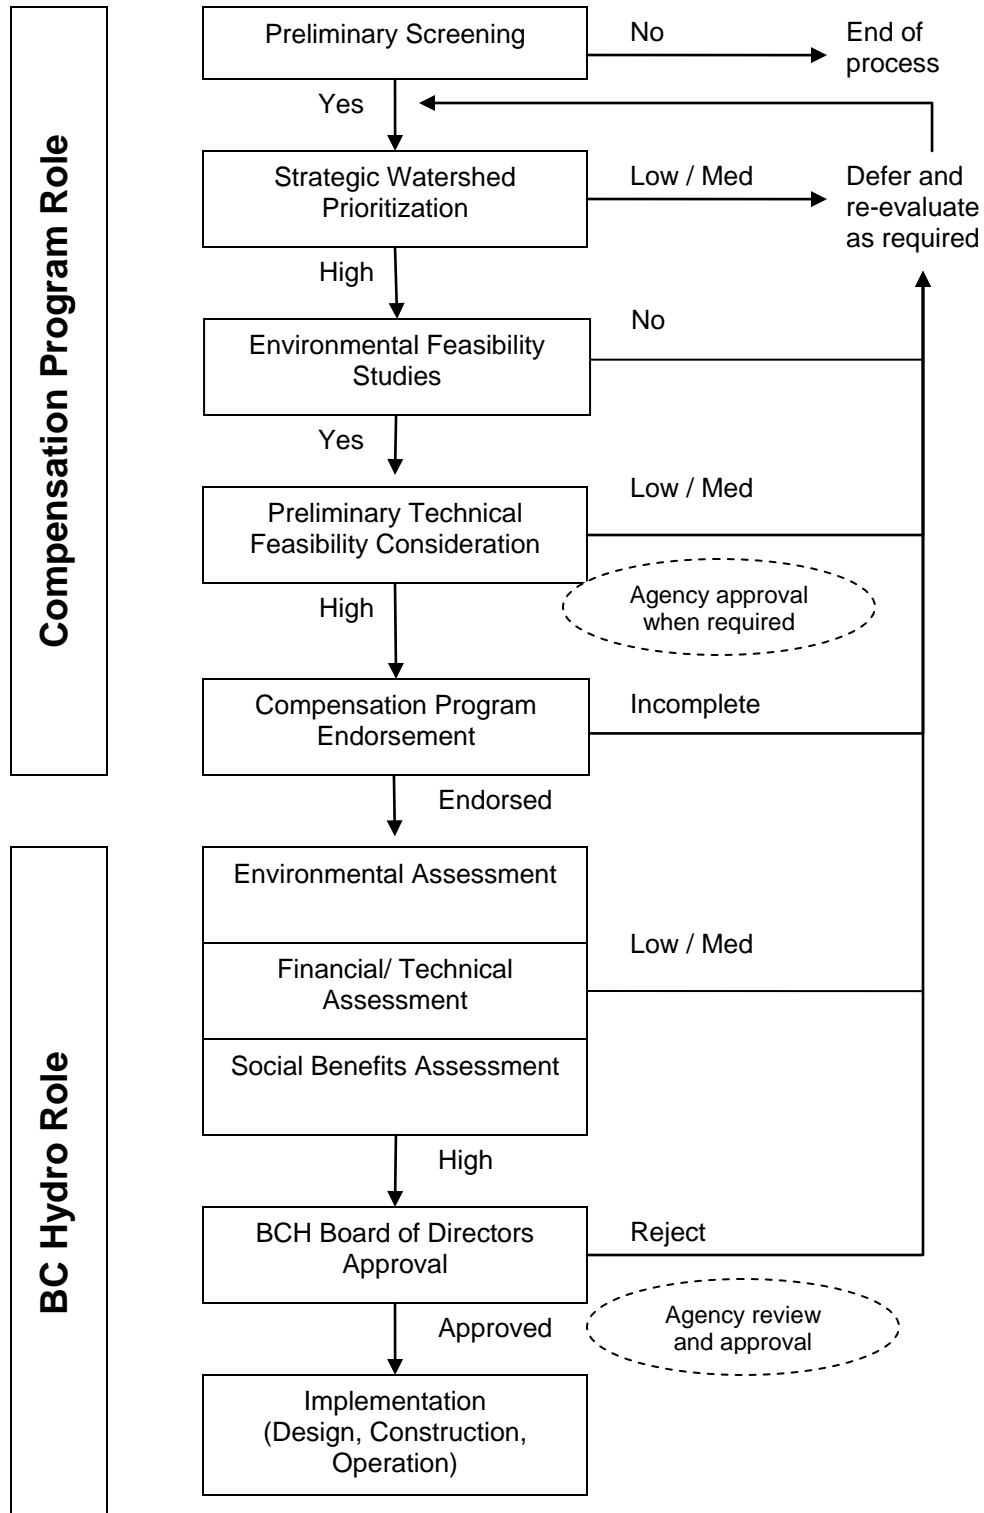 Compensation Program Role
Preliminary Screening
No
End of
process
Yes
Strategic Watershed
Prioritization
Low / Med
Defer and
re-evaluate
as required
High
Environmental Feasibility
Studies
No
Yes
Preliminary Technical
Feasibility Consideration
Low / Med
High
Agency approval
when required
Compensation Program
Endorsement
Incomplete
Endorsed
BC Hydro Role
Environmental Assessment
Financial/ Technical
Assessment
Low / Med
Social Benefits Assessment
High
BCH Board of Directors
Approval
Reject
Approved
Agency review
and approval
Implementation
(Design, Construction,
Operation)